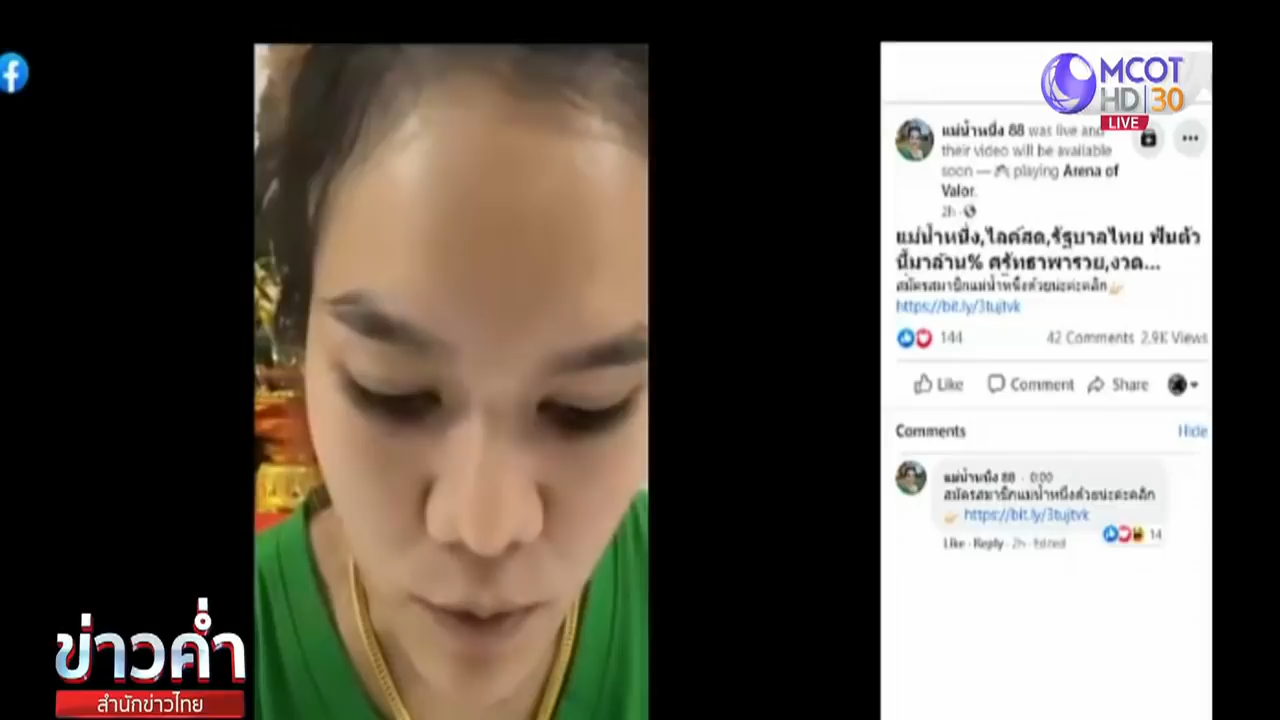 MCOT
HD 30
LIVE
แม่น้ำหนึ่ง 88 was live and
their video will be available
soon — playing Arena of
Valor.
2h ·
แม่น้ำหนึ่ง,ไลค์สด,รัฐบาลไทย ฟันตัว
นี้มาล้าน% ศรัทธาพารวย,งวด...
สมัครสมาชิกแม่น้ำหนึ่งด้วยน่ะค่ะคลิก
https://bit.ly/3tujtvk
144 42 Comments 2.9K Views
Like Comment Share
Comments Hide
แม่น้ำหนึ่ง 88 · 0:00
สมัครสมาชิกแม่น้ำหนึ่งด้วยน่ะค่ะคลิก
https://bit.ly/3tujtvk
14
Like · Reply · 2h · Edited
ข่าวค่ำ
สำนักข่าวไทย